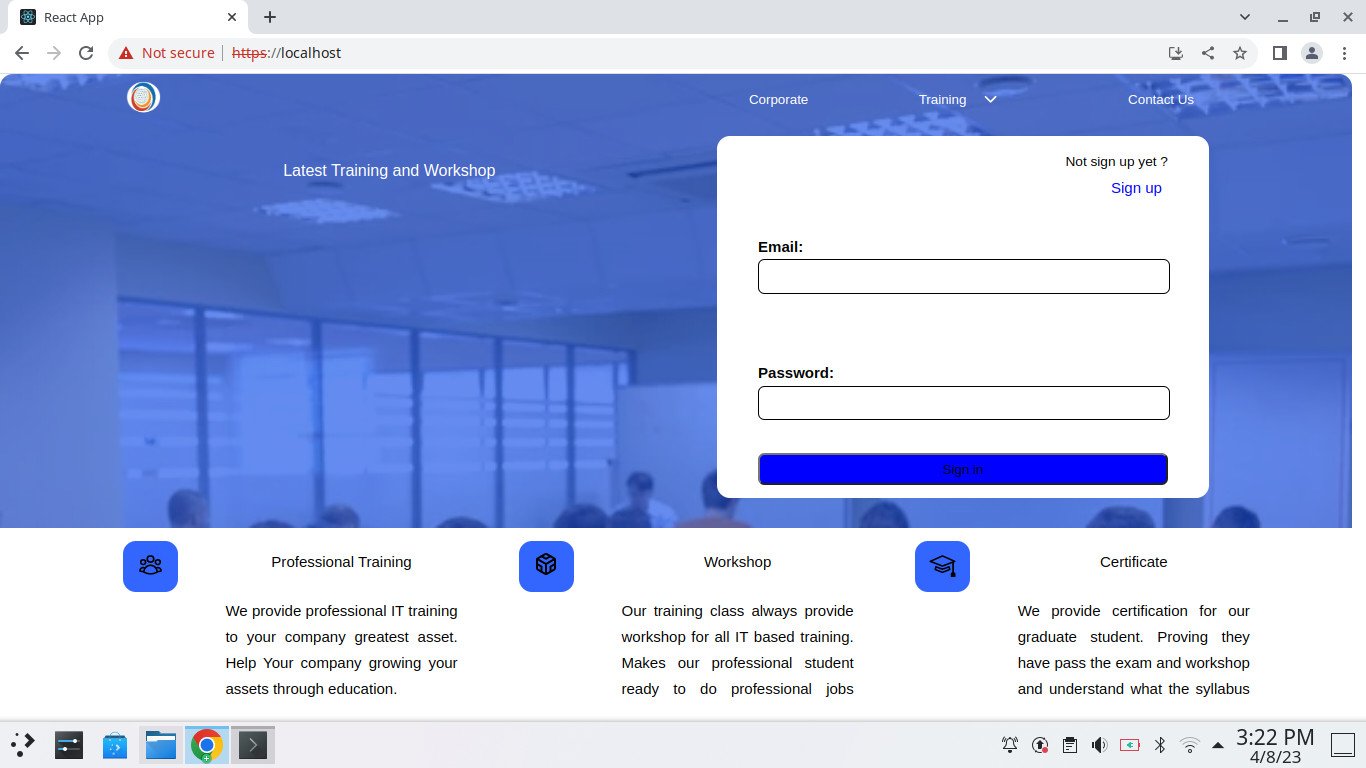 React App
Not secure
https://localhost
Corporate
Training
Contact Us
Latest Training and Workshop
Not sign up yet ?
Sign up
Email:
Password:
Sign in
Professional Training
We provide professional IT training
to your company greatest asset.
Help Your company growing your
assets through education.
Workshop
Our training class always provide
workshop for all IT based training.
Makes our professional student
ready to do professional jobs
Certificate
We provide certification for our
graduate student. Proving they
have pass the exam and workshop
and understand what the syllabus
3:22 PM
4/8/23